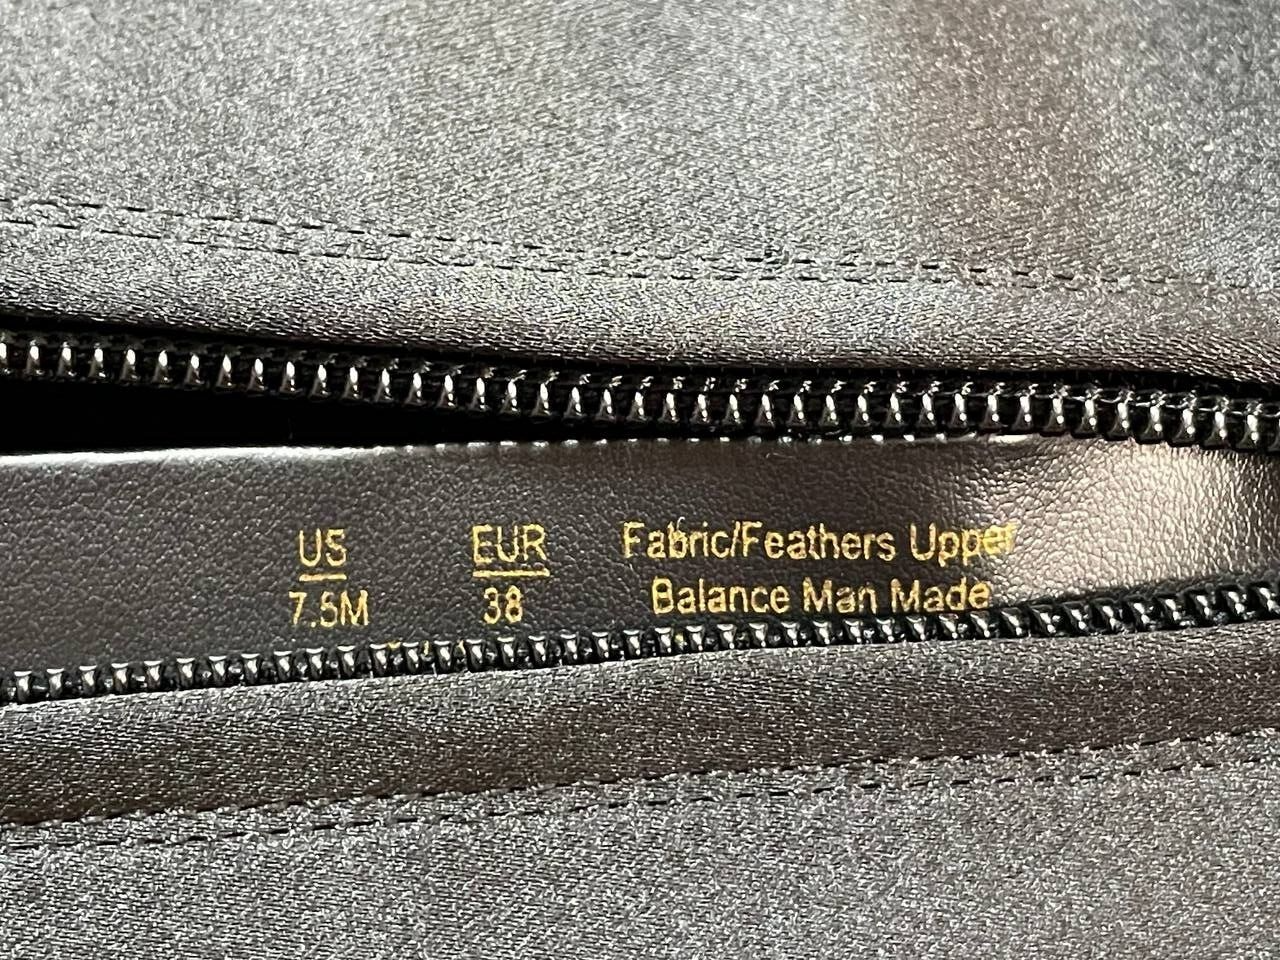 US EUR Fabric/Feathers Upper
7.5M 38 Balance Man Made